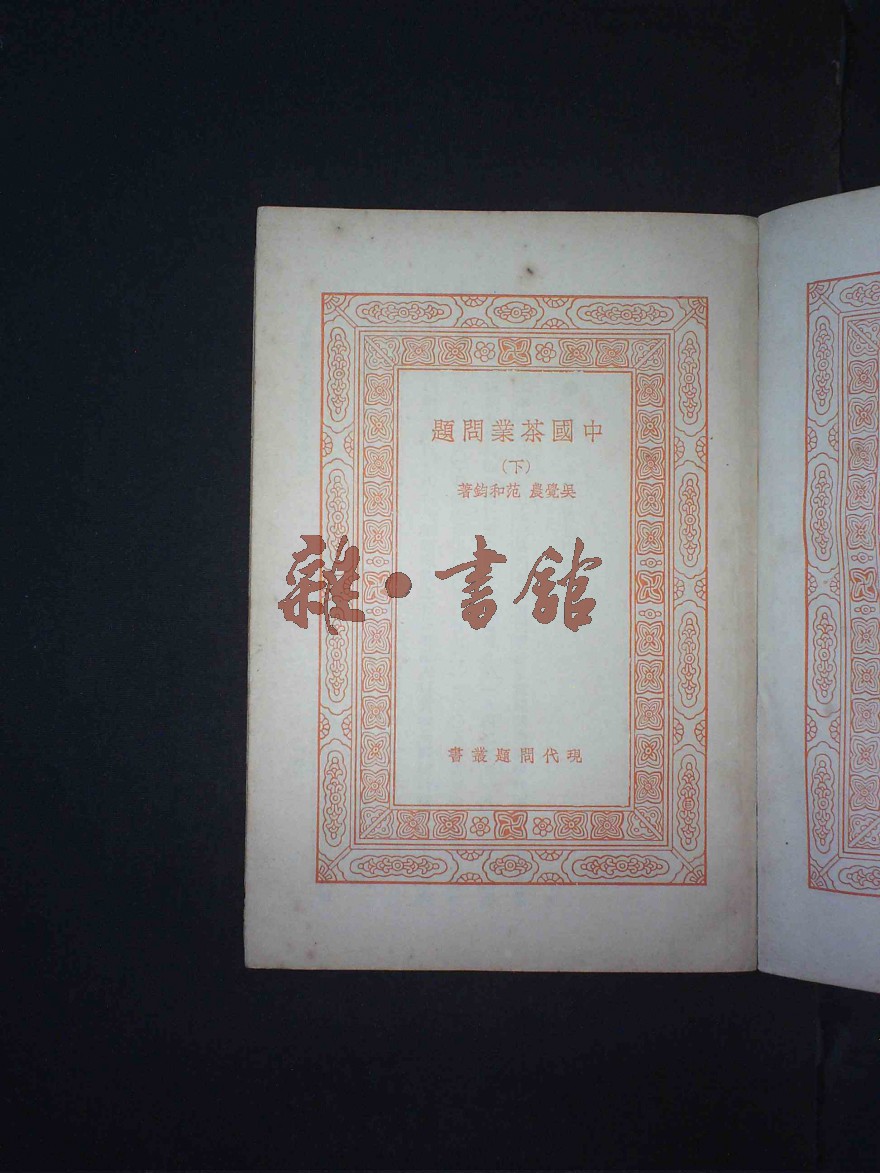 中國茶業問題
(下)
吳覺農 范和鈞著
雜·書館
現代問題叢書